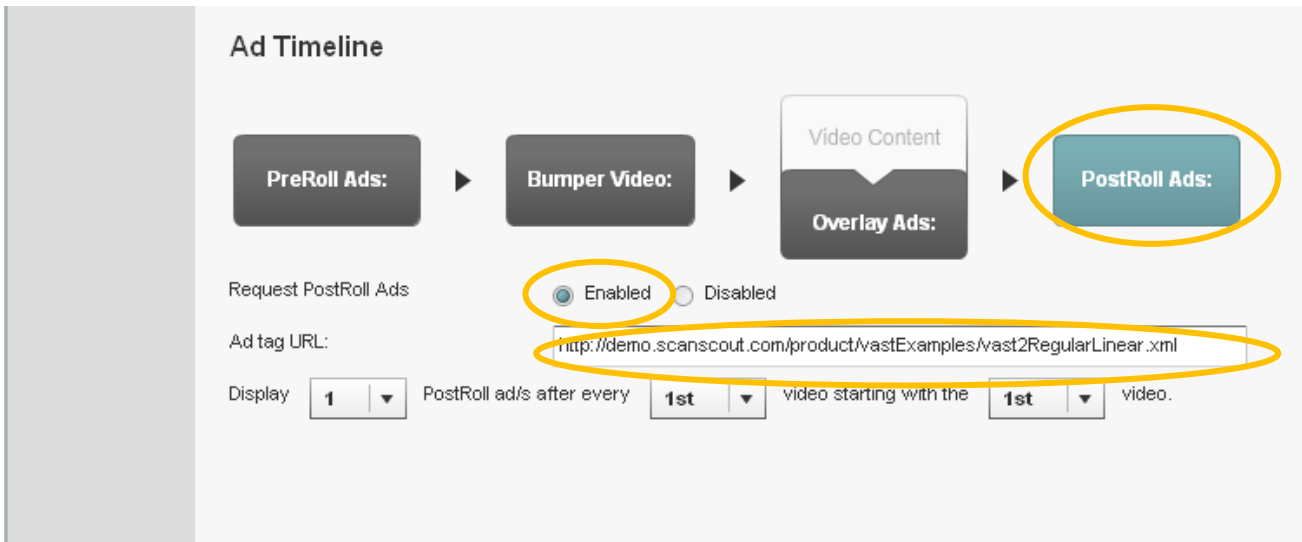 Ad Timeline
Video Content
PreRoll Ads:
Bumper Video:
PostRoll Ads:
Overlay Ads:
Request PostRoll Ads
Enabled
Disabled
Ad tag URL:
http://demo.scanscout.com/product/vastExamples/vast2RegularLinear.xml
Display 1 PostRoll ad/s after every 1st video starting with the 1st video.